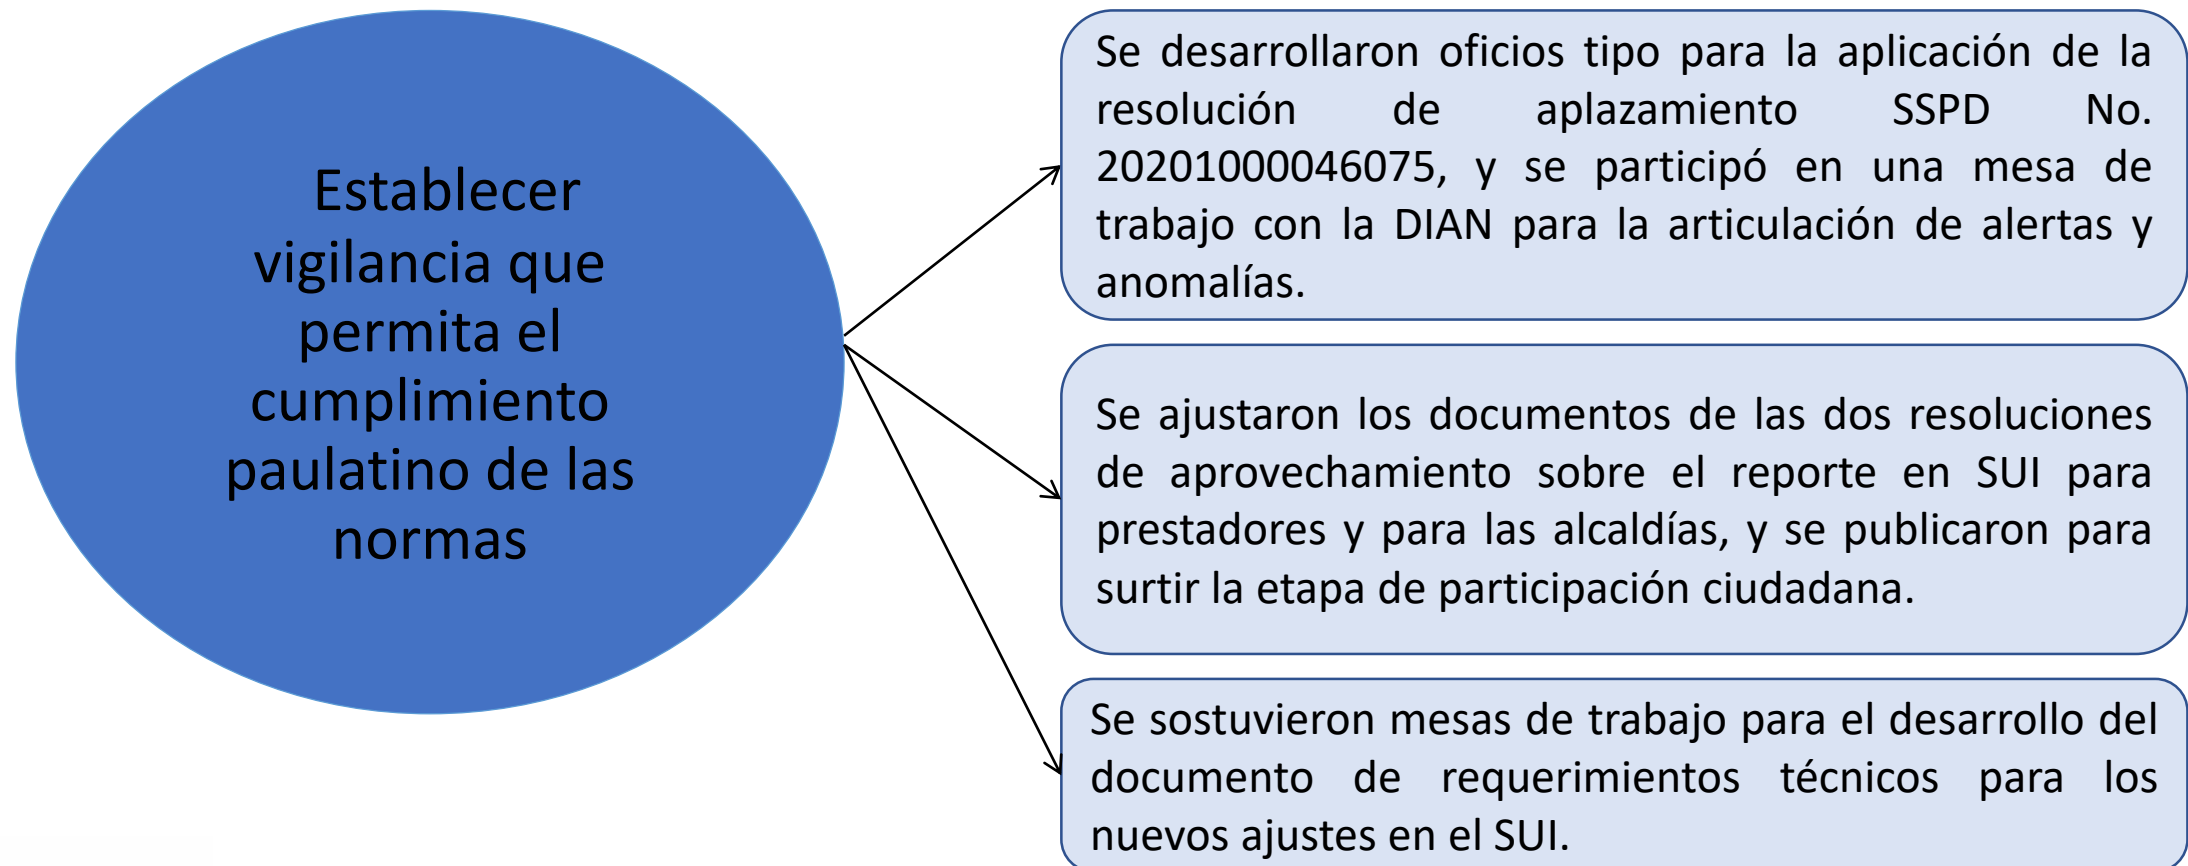 Establecer
vigilancia que
permita el
cumplimiento
paulatino de las
normas
Se desarrollaron oficios tipo para la aplicación de la
resolución de aplazamiento SSPD No.
20201000046075, y se participó en una mesa de
trabajo con la DIAN para la articulación de alertas y
anomalías.
Se ajustaron los documentos de las dos resoluciones
de aprovechamiento sobre el reporte en SUI para
prestadores y para las alcaldías, y se publicaron para
surtir la etapa de participación ciudadana.
Se sostuvieron mesas de trabajo para el desarrollo del
documento de requerimientos técnicos para los
nuevos ajustes en el SUI.